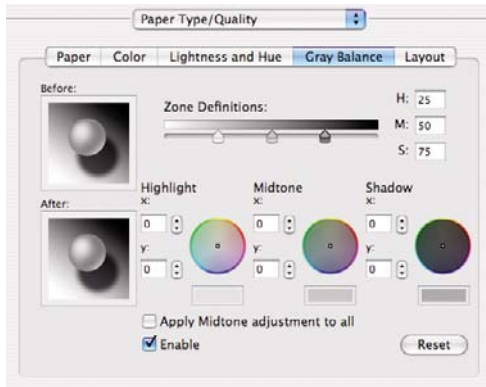 Paper Type/Quality
Paper Color Lightness and Hue Gray Balance Layout
Before:
Zone Definitions:
H: 25
M: 50
S: 75
After:
Highlight Midtone Shadow
x: x: x:
0 0 0
y: y: y:
0 0 0
Apply Midtone adjustment to all
Enable
Reset